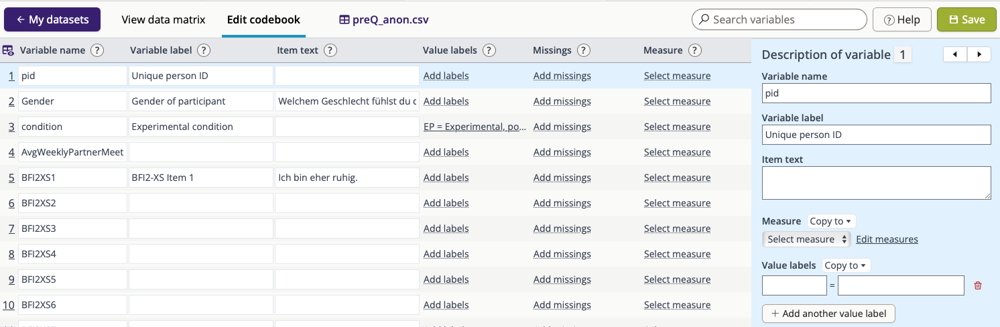 ← My datasets View data matrix Edit codebook preQ_anon.csv Search variables ? Help Save
Variable name ? Variable label ? Item text ? Value labels ? Missings ? Measure ?
1 pid Unique person ID Add labels Add missings Select measure
2 Gender Gender of participant Welchem Geschlecht fühlst du Add labels Add missings Select measure
3 condition Experimental condition EP = Experimental, po... Add missings Select measure
4 AvgWeeklyPartnerMeet Add labels Add missings Select measure
5 BFI2XS1 BFI2-XS Item 1 Ich bin eher ruhig. Add labels Add missings Select measure
6 BFI2XS2 Add labels Add missings Select measure
7 BFI2XS3 Add labels Add missings Select measure
8 BFI2XS4 Add labels Add missings Select measure
9 BFI2XS5 Add labels Add missings Select measure
10 BFI2XS6 Add labels Add missings Select measure
Description of variable 1
Variable name
pid
Variable label
Unique person ID
Item text
Measure Copy to
Select measure Edit measures
Value labels Copy to
=
+ Add another value label